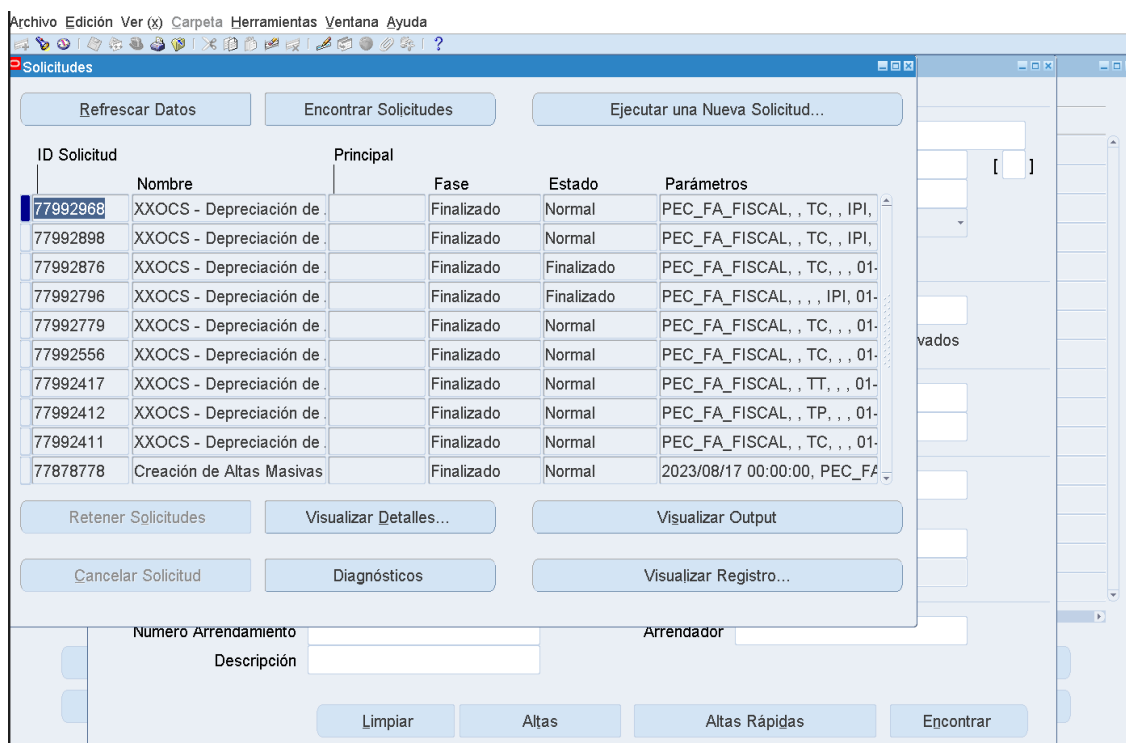 Archivo Edición Ver (x) Carpeta Herramientas Ventana Ayuda
?
Solicitudes
Refrescar Datos Encontrar Solicitudes Ejecutar una Nueva Solicitud...
ID Solicitud Principal
[ ]
Nombre Fase Estado Parámetros
77992968 XXOCS - Depreciación de . Finalizado Normal PEC_FA_FISCAL, , TC, , IPI,
77992898 XXOCS - Depreciación de . Finalizado Normal PEC_FA_FISCAL, , TC, , IPI,
77992876 XXOCS - Depreciación de . Finalizado Finalizado PEC_FA_FISCAL, , TC, , , 01-
77992796 XXOCS - Depreciación de . Finalizado Finalizado PEC_FA_FISCAL, , , , IPI, 01-
77992779 XXOCS - Depreciación de . Finalizado Normal PEC_FA_FISCAL, , TC, , , 01-
vados
77992556 XXOCS - Depreciación de . Finalizado Normal PEC_FA_FISCAL, , TC, , , 01-
77992417 XXOCS - Depreciación de . Finalizado Normal PEC_FA_FISCAL, , TT, , , 01-
77992412 XXOCS - Depreciación de . Finalizado Normal PEC_FA_FISCAL, , TP, , , 01-
77992411 XXOCS - Depreciación de . Finalizado Normal PEC_FA_FISCAL, , TC, , , 01-
77878778 Creación de Altas Masivas Finalizado Normal 2023/08/17 00:00:00, PEC_FA
Retener Solicitudes Visualizar Detalles... Visualizar Output
Cancelar Solicitud Diagnósticos Visualizar Registro...
Número Arrendamiento Arrendador
Descripción
Limpiar Altas Altas Rápidas Encontrar